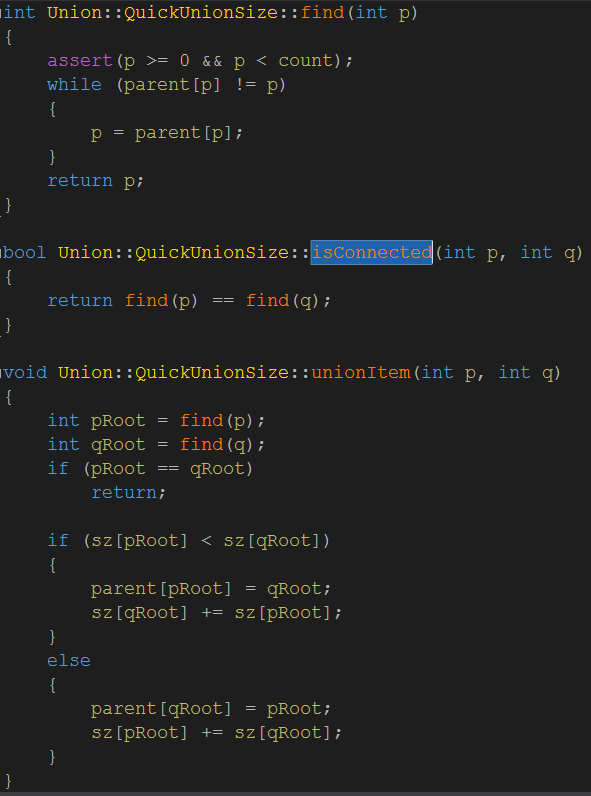 int Union::QuickUnionSize::find(int p)
{
    assert(p >= 0 && p < count);
    while (parent[p] != p)
    {
        p = parent[p];
    }
    return p;
}
bool Union::QuickUnionSize::isConnected(int p, int q)
{
    return find(p) == find(q);
}
void Union::QuickUnionSize::unionItem(int p, int q)
{
    int pRoot = find(p);
    int qRoot = find(q);
    if (pRoot == qRoot)
        return;
    if (sz[pRoot] < sz[qRoot])
    {
        parent[pRoot] = qRoot;
        sz[qRoot] += sz[pRoot];
    }
    else
    {
        parent[qRoot] = pRoot;
        sz[pRoot] += sz[qRoot];
    }
}